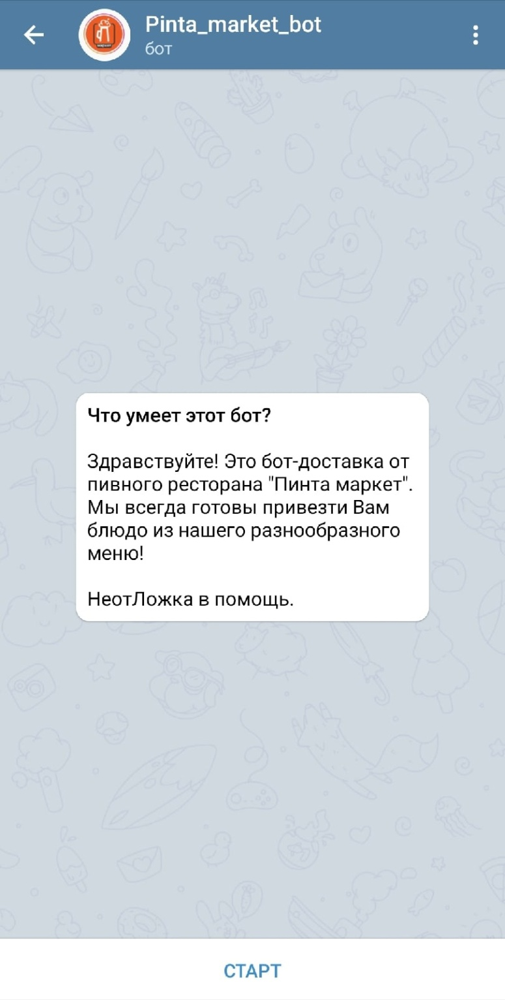 Pinta_market_bot
бот
Что умеет этот бот?
Здравствуйте! Это бот-доставка от
пивного ресторана "Пинта маркет".
Мы всегда готовы привезти Вам
блюдо из нашего разнообразного
меню!
НеотЛожка в помощь.
СТАРТ